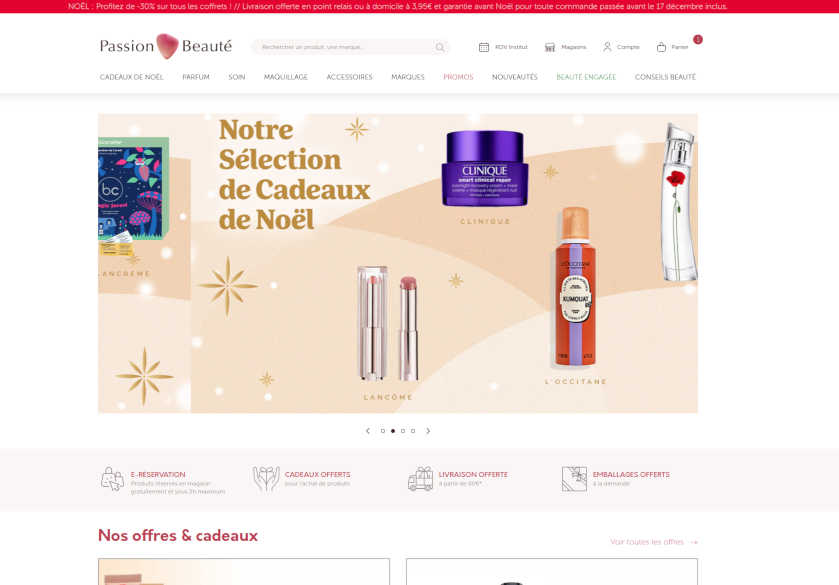 NOËL : Profitez de -30% sur tous les coffrets ! // Livraison offerte en point relais ou à domicile à 3,95€ et garantie avant Noël pour toute commande passée avant le 17 décembre inclus.
Passion Beauté
Rechercher un produit, une marque...
RDV Institut
Magasins
Compte
Panier
1
CADEAUX DE NOËL
PARFUM
SOIN
MAQUILLAGE
ACCESSOIRES
MARQUES
PROMOS
NOUVEAUTÉS
BEAUTÉ ENGAGÉE
CONSEILS BEAUTÉ
Notre
Sélection
de Cadeaux
de Noël
bc
CLINIQUE
smart clinical repair
CLINIQUE
L'OCCITANE
KUMQUAT
LANCÔME
L'OCCITANE
E-RÉSERVATION
Produits réservés en magasin
gratuitement et sous 2h maximum
CADEAUX OFFERTS
pour l'achat de produits
LIVRAISON OFFERTE
à partir de 60€*
EMBALLAGES OFFERTS
à la demande
Nos offres & cadeaux
Voir toutes les offres